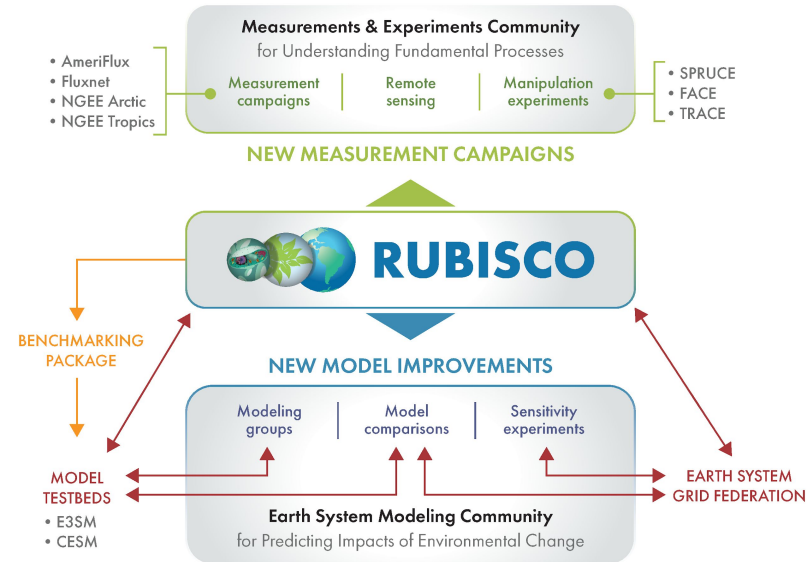 Measurements & Experiments Community
for Understanding Fundamental Processes
• AmeriFlux
• Fluxnet
• NGEE Arctic
• NGEE Tropics
Measurement
campaigns
Remote
sensing
Manipulation
experiments
• SPRUCE
• FACE
• TRACE
NEW MEASUREMENT CAMPAIGNS
RUBISCO
BENCHMARKING
PACKAGE
NEW MODEL IMPROVEMENTS
Modeling
groups
Model
comparisons
Sensitivity
experiments
MODEL
TESTBEDS
• E3SM
• CESM
EARTH SYSTEM
GRID FEDERATION
Earth System Modeling Community
for Predicting Impacts of Environmental Change